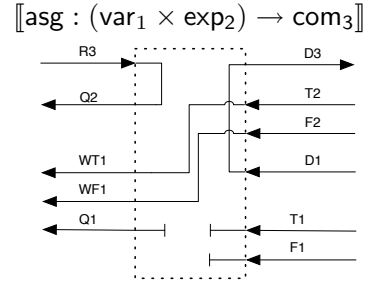 ⟦asg : (var₁ × exp₂) → com₃⟧
R3 D3
Q2 T2
F2
WT1 D1
WF1
Q1 T1
F1